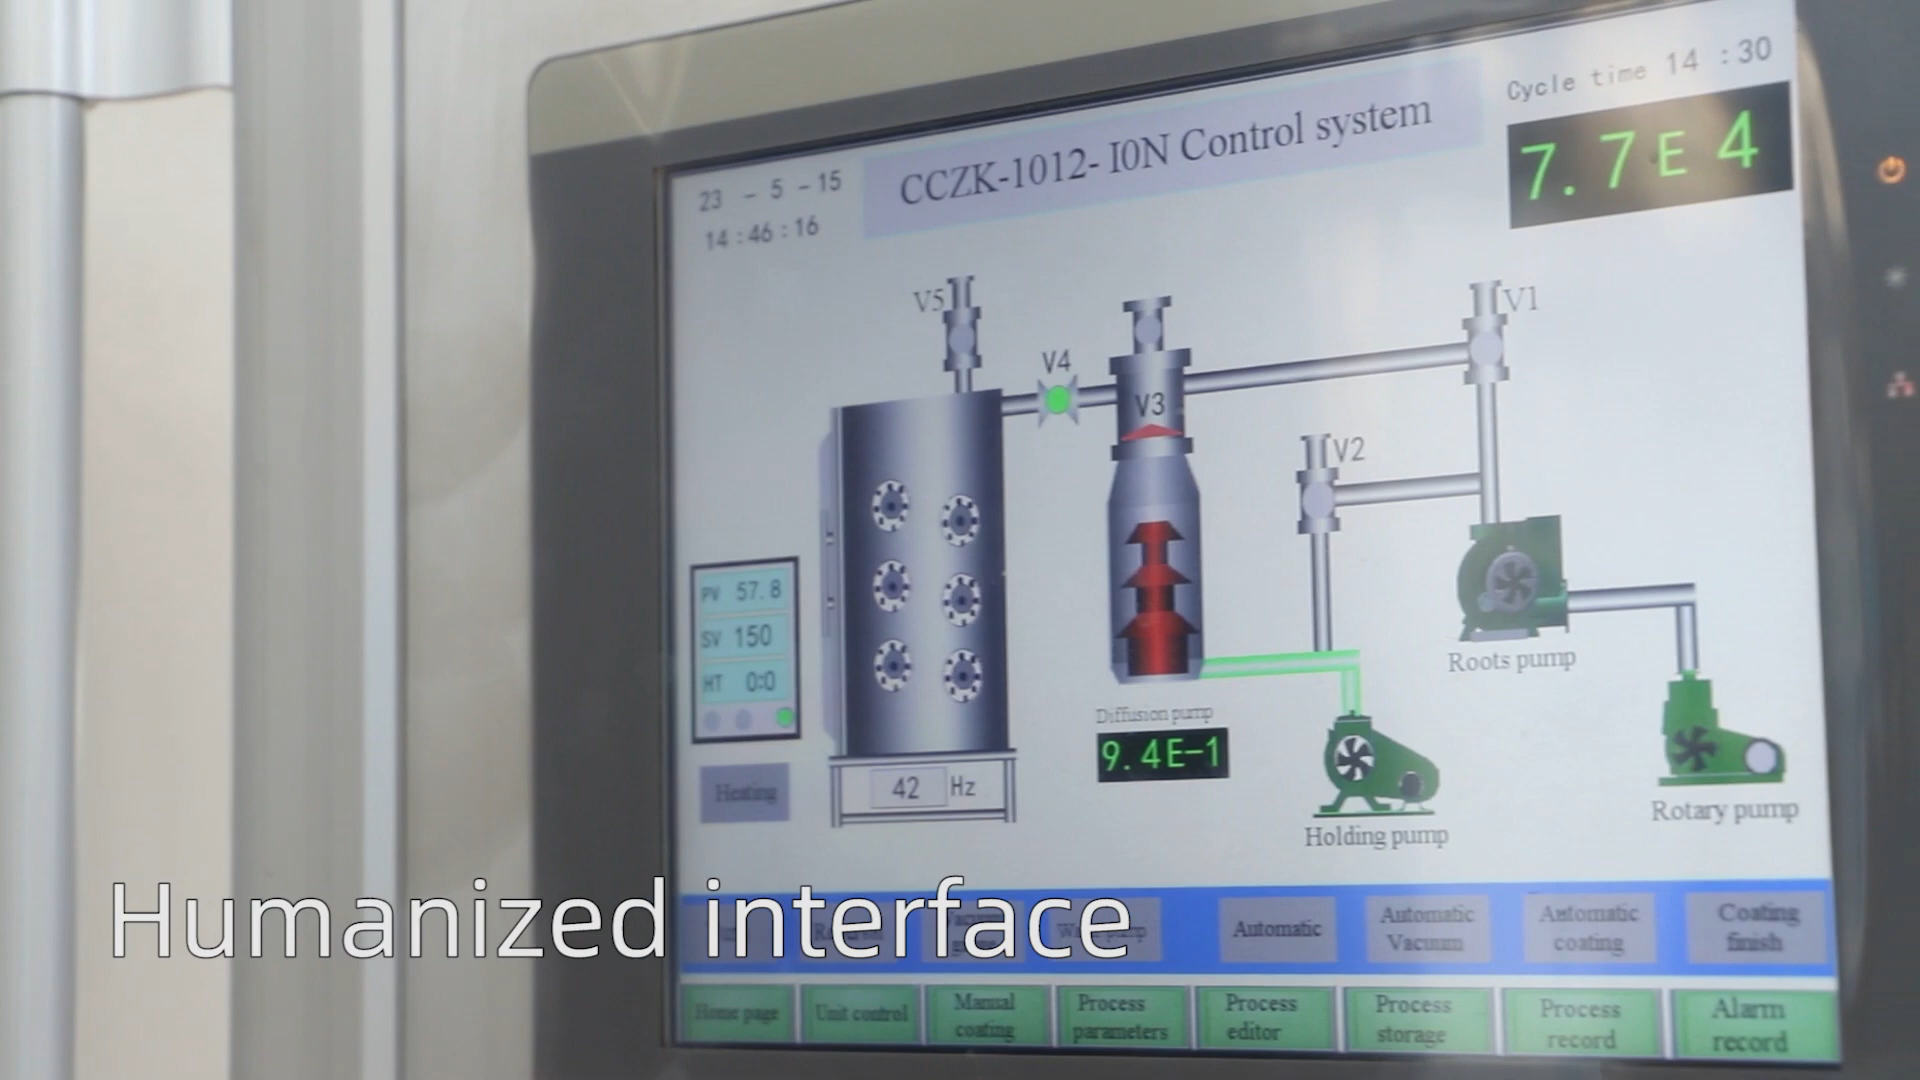 Cycle time 14 :30
7.7E 4
CCZK-1012- I0N Control system
23 - 5 -15
14:46:16
V5
V4
V3
V1
V2
PV 57.8
SV 150
HT 0:0
Heating
42 Hz
Diffusion pump
9.4E-1
Roots pump
Holding pump
Rotary pump
Humanized interface
Automatic
Automatic
Vacuum
Automatic
coating
Coating
finish
Home page
Unit control
Manual
coating
Process
parameters
Process
editor
Process
storage
Process
record
Alarm
record